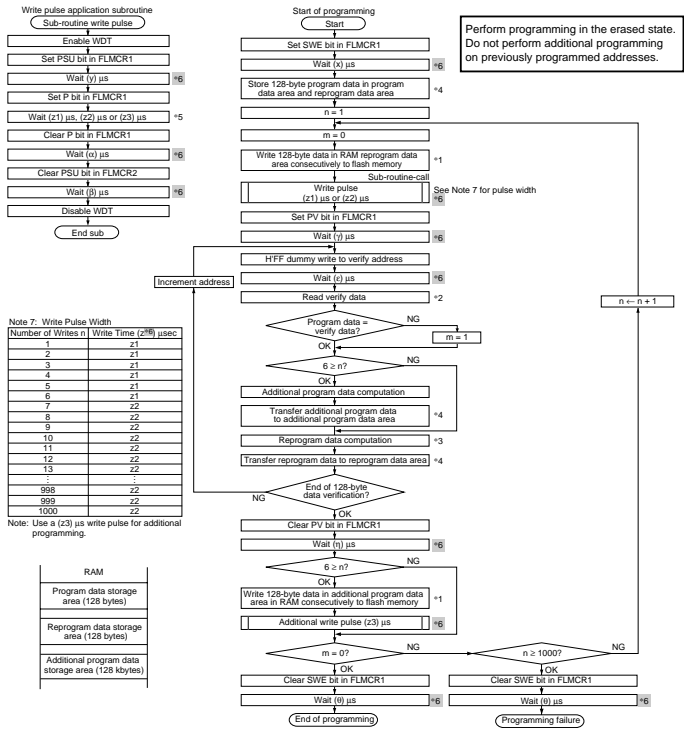 Write pulse application subroutine
Sub-routine write pulse
Enable WDT
Set PSU bit in FLMCR1
Wait (y) μs
*6
Set P bit in FLMCR1
Wait (z1) μs, (z2) μs or (z3) μs
*5
Clear P bit in FLMCR1
Wait (α) μs
*6
Clear PSU bit in FLMCR2
Wait (β) μs
*6
Disable WDT
End sub
Start of programming
Start
Set SWE bit in FLMCR1
Wait (x) μs
*6
Store 128-byte program data in program
data area and reprogram data area
*4
n = 1
m = 0
Write 128-byte data in RAM reprogram data
area consecutively to flash memory
*1
Sub-routine-call
Write pulse
(z1) μs or (z2) μs
See Note 7 for pulse width
*6
Set PV bit in FLMCR1
Wait (γ) μs
*6
H'FF dummy write to verify address
Wait (ε) μs
*6
Read verify data
*2
Increment address
Program data =
verify data?
NG
m = 1
OK
6 ≥ n?
NG
OK
Additional program data computation
Transfer additional program data
to additional program data area
*4
Reprogram data computation
*3
Transfer reprogram data to reprogram data area
*4
End of 128-byte
data verification?
NG
OK
Clear PV bit in FLMCR1
Wait (η) μs
*6
6 ≥ n?
NG
OK
Write 128-byte data in additional program data
area in RAM consecutively to flash memory
*1
Additional write pulse (z3) μs
*6
m = 0?
NG
OK
Clear SWE bit in FLMCR1
Wait (θ) μs
*6
End of programming
n ≥ 1000?
NG
OK
Clear SWE bit in FLMCR1
Wait (θ) μs
*6
Programming failure
n ← n + 1
Perform programming in the erased state.
Do not perform additional programming
on previously programmed addresses.
Note 7: Write Pulse Width
Number of Writes n Write Time (z*6) μsec
1 z1
2 z1
3 z1
4 z1
5 z1
6 z1
7 z2
8 z2
9 z2
10 z2
11 z2
12 z2
13 z2
⋮ ⋮
998 z2
999 z2
1000 z2
Note: Use a (z3) μs write pulse for additional
programming.
RAM
Program data storage
area (128 bytes)
Reprogram data storage
area (128 bytes)
Additional program data
storage area (128 kbytes)